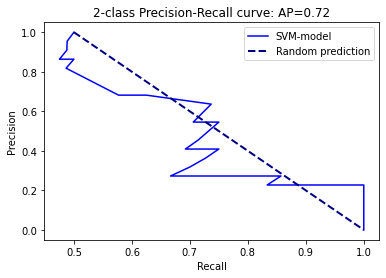 2-class Precision-Recall curve: AP=0.72
SVM-model
Random prediction
Precision
1.0
0.8
0.6
0.4
0.2
0.0
0.5 0.6 0.7 0.8 0.9 1.0
Recall